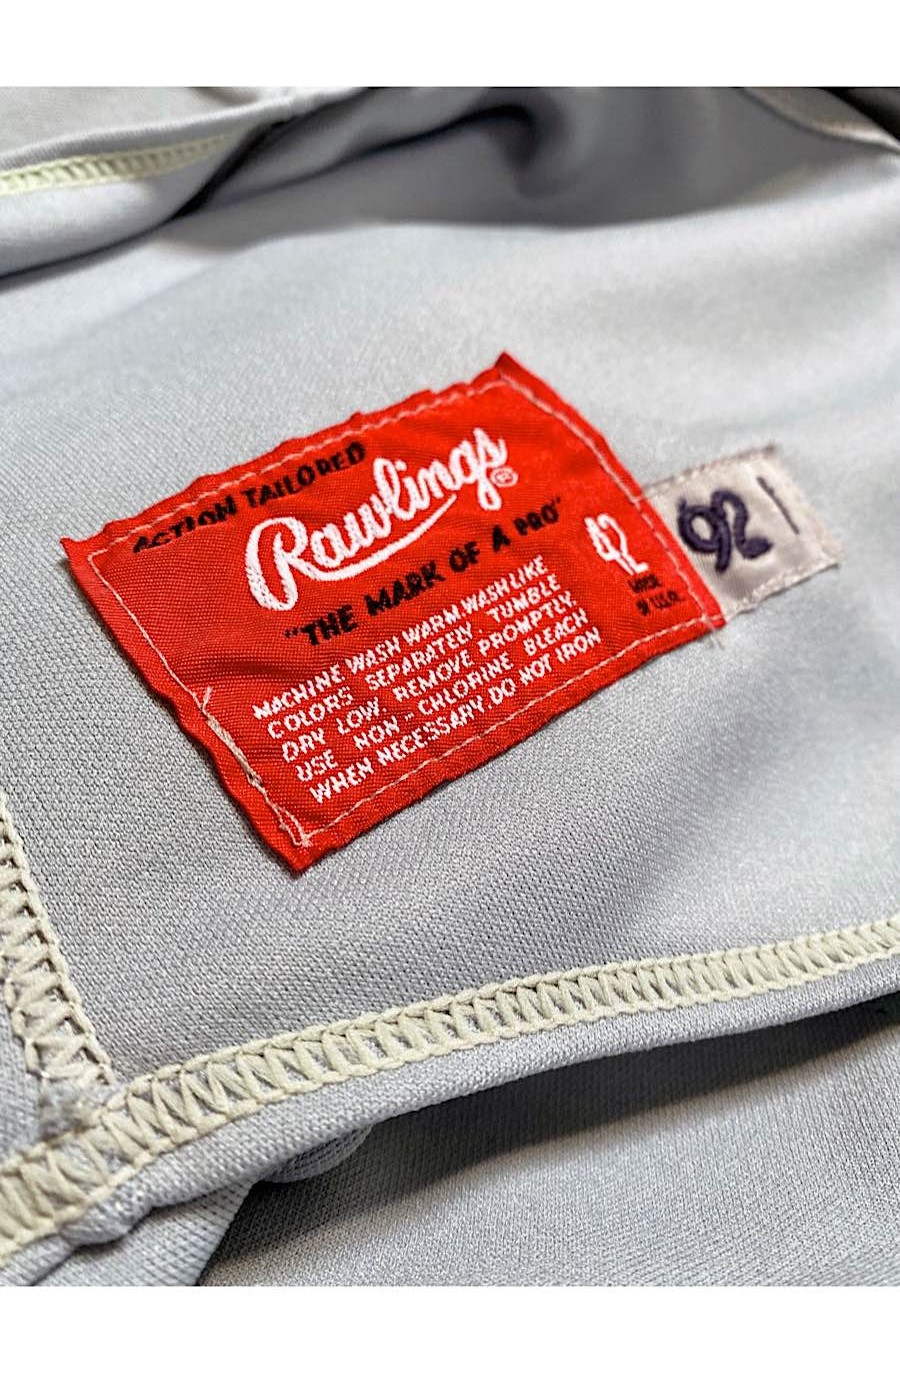 ACTION TAILORED
Rawlings®
"THE MARK OF A PRO"
42
MADE
IN U.S.A.
MACHINE WASH WARM. WASH LIKE
COLORS SEPARATELY TUMBLE
DRY LOW. REMOVE PROMPTLY.
USE NON-CHLORINE BLEACH
WHEN NECESSARY, DO NOT IRON
92 1